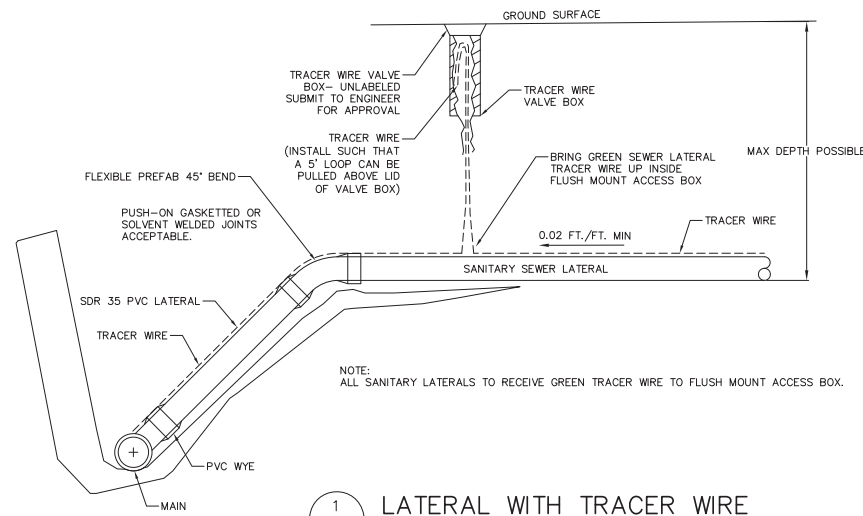 GROUND SURFACE
TRACER WIRE VALVE
BOX- UNLABELED
SUBMIT TO ENGINEER
FOR APPROVAL
TRACER WIRE
VALVE BOX
TRACER WIRE
(INSTALL SUCH THAT
A 5' LOOP CAN BE
PULLED ABOVE LID
OF VALVE BOX)
MAX DEPTH POSSIBLE
BRING GREEN SEWER LATERAL
TRACER WIRE UP INSIDE
FLUSH MOUNT ACCESS BOX
FLEXIBLE PREFAB 45° BEND
PUSH-ON GASKETTED OR
SOLVENT WELDED JOINTS
ACCEPTABLE.
TRACER WIRE
0.02 FT./FT. MIN
SANITARY SEWER LATERAL
SDR 35 PVC LATERAL
TRACER WIRE
NOTE:
ALL SANITARY LATERALS TO RECEIVE GREEN TRACER WIRE TO FLUSH MOUNT ACCESS BOX.
PVC WYE
MAIN
1
LATERAL WITH TRACER WIRE